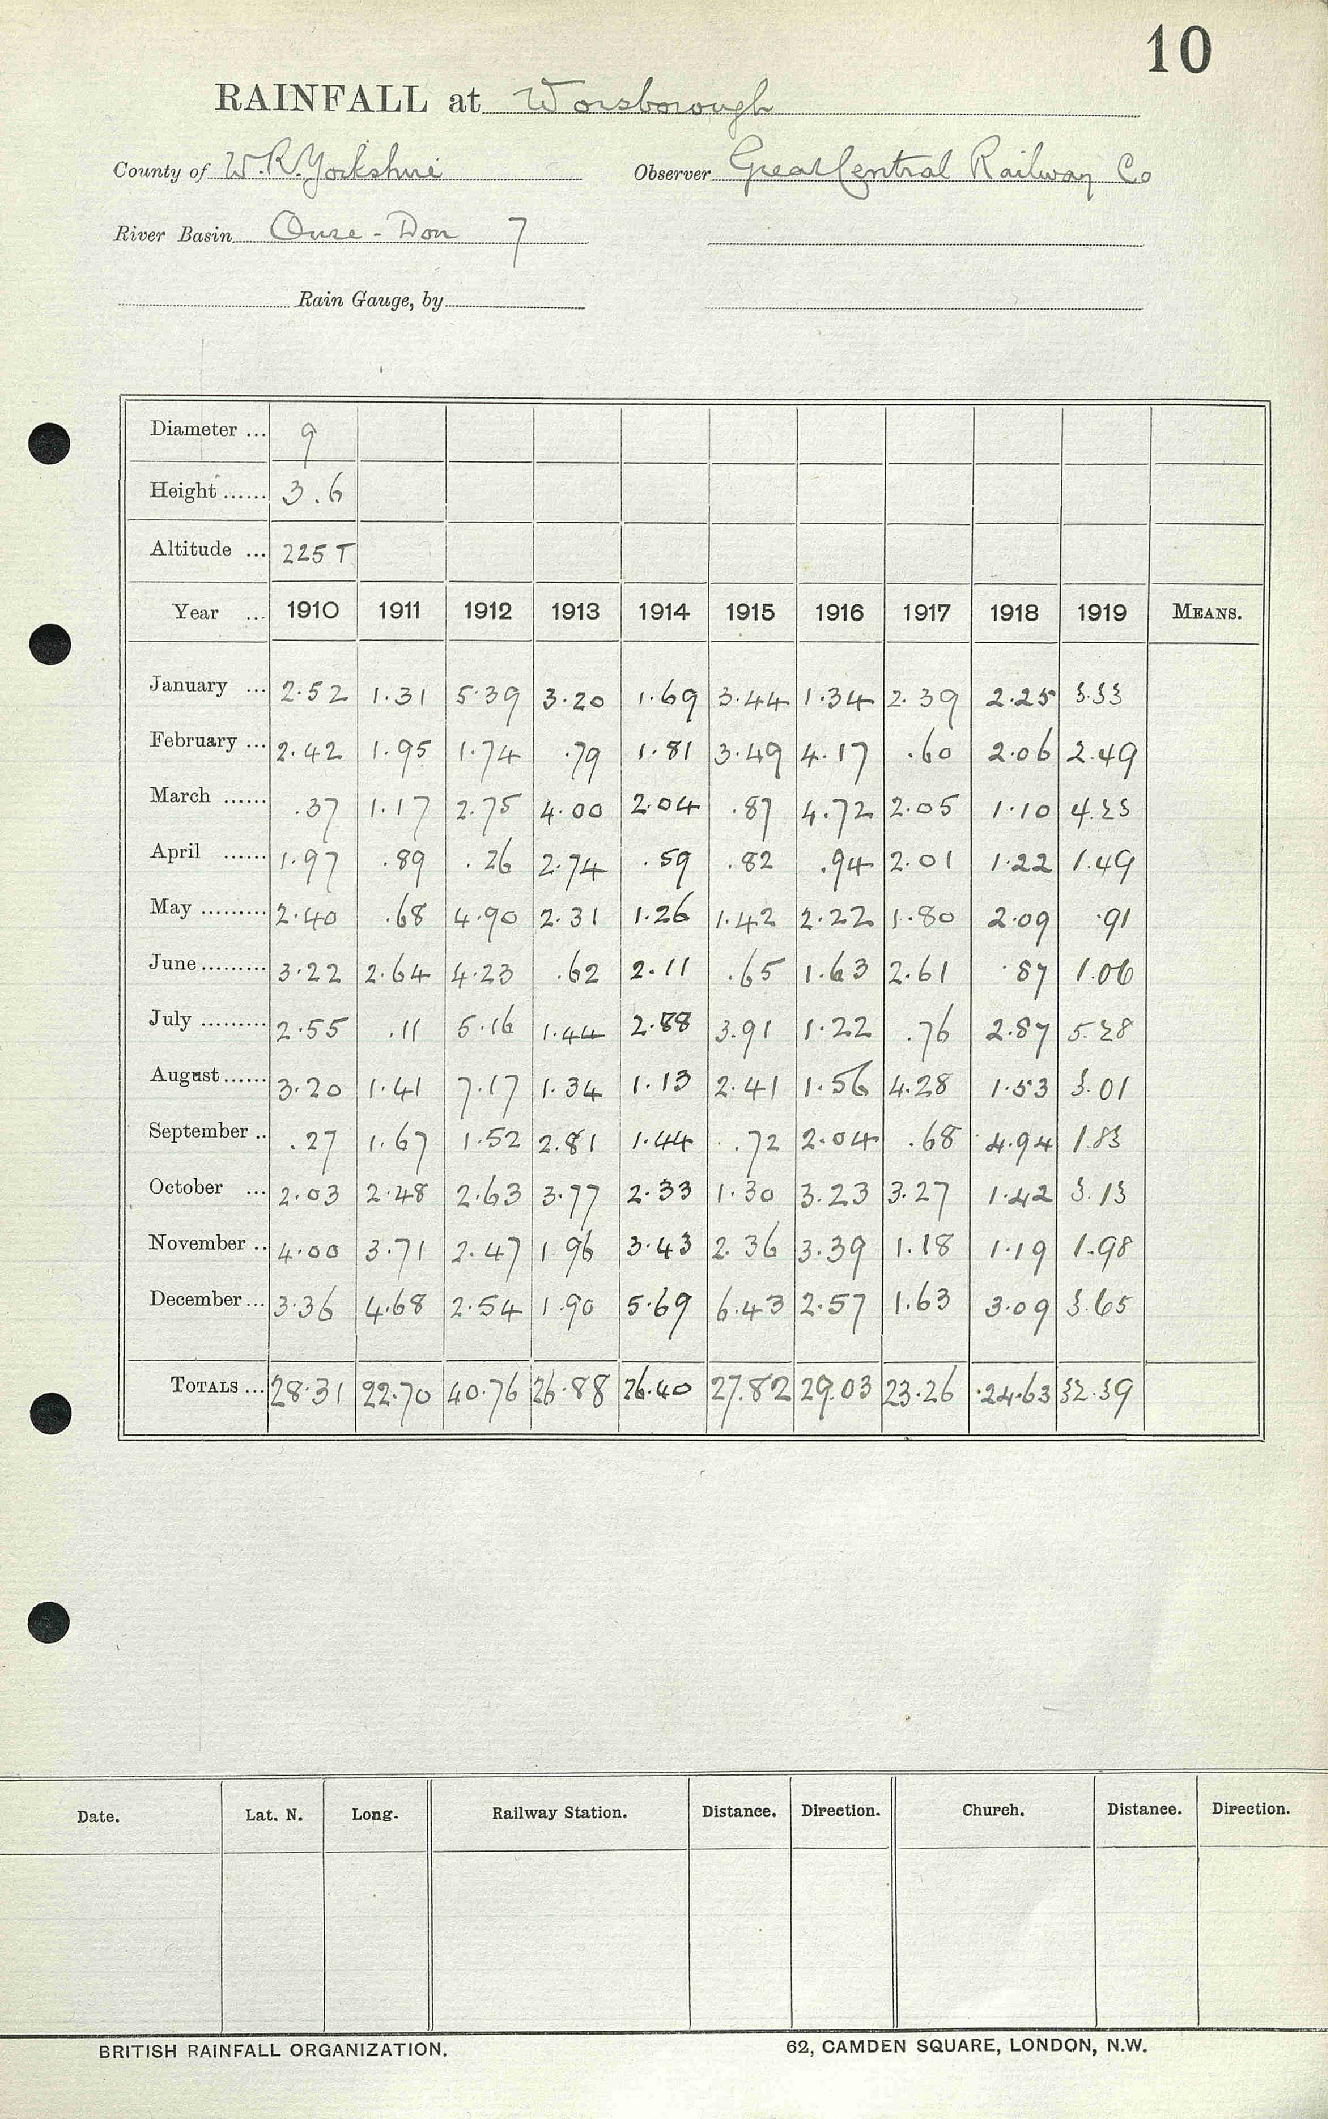 10
RAINFALL at Worsborough
County of W.R. Yorkshire Observer Great Central Railway Co
River Basin Ouse - Don 7
Rain Gauge, by
Diameter ... 9
Height ...... 3.6
Altitude ... 225 T
Year ... 1910 1911 1912 1913 1914 1915 1916 1917 1918 1919 MEANS.
January ... 2.52 1.31 5.39 3.20 1.69 3.44 1.34 2.39 2.25 3.33
February ... 2.42 1.95 1.74 .79 1.81 3.49 4.17 .60 2.06 2.49
March ...... .37 1.17 2.75 4.00 2.04 .87 4.72 2.05 1.10 4.23
April ...... 1.97 .89 .26 2.74 .59 .82 .94 2.01 1.22 1.49
May ......... 2.40 .68 4.90 2.31 1.26 1.42 2.22 1.80 2.09 .91
June ......... 3.22 2.64 4.23 .62 2.11 .65 1.63 2.61 .87 1.06
July ......... 2.55 .11 5.16 1.44 2.88 3.91 1.22 .76 2.87 5.28
August ...... 3.20 1.41 7.17 1.34 1.13 2.41 1.56 4.28 1.53 3.01
September .. .27 1.67 1.52 2.81 1.44 .72 2.04 .68 4.94 1.83
October ... 2.03 2.48 2.63 3.77 2.33 1.30 3.23 3.27 1.42 3.13
November .. 4.00 3.71 2.47 1.96 3.43 2.36 3.39 1.18 1.19 1.98
December ... 3.36 4.68 2.54 1.90 5.69 6.43 2.57 1.63 3.09 3.65
TOTALS ... 28.31 22.70 40.76 26.88 26.40 27.82 29.03 23.26 24.63 32.39
Date. Lat. N. Long. Railway Station. Distance. Direction. Church. Distance. Direction.
BRITISH RAINFALL ORGANIZATION. 62, CAMDEN SQUARE, LONDON, N.W.